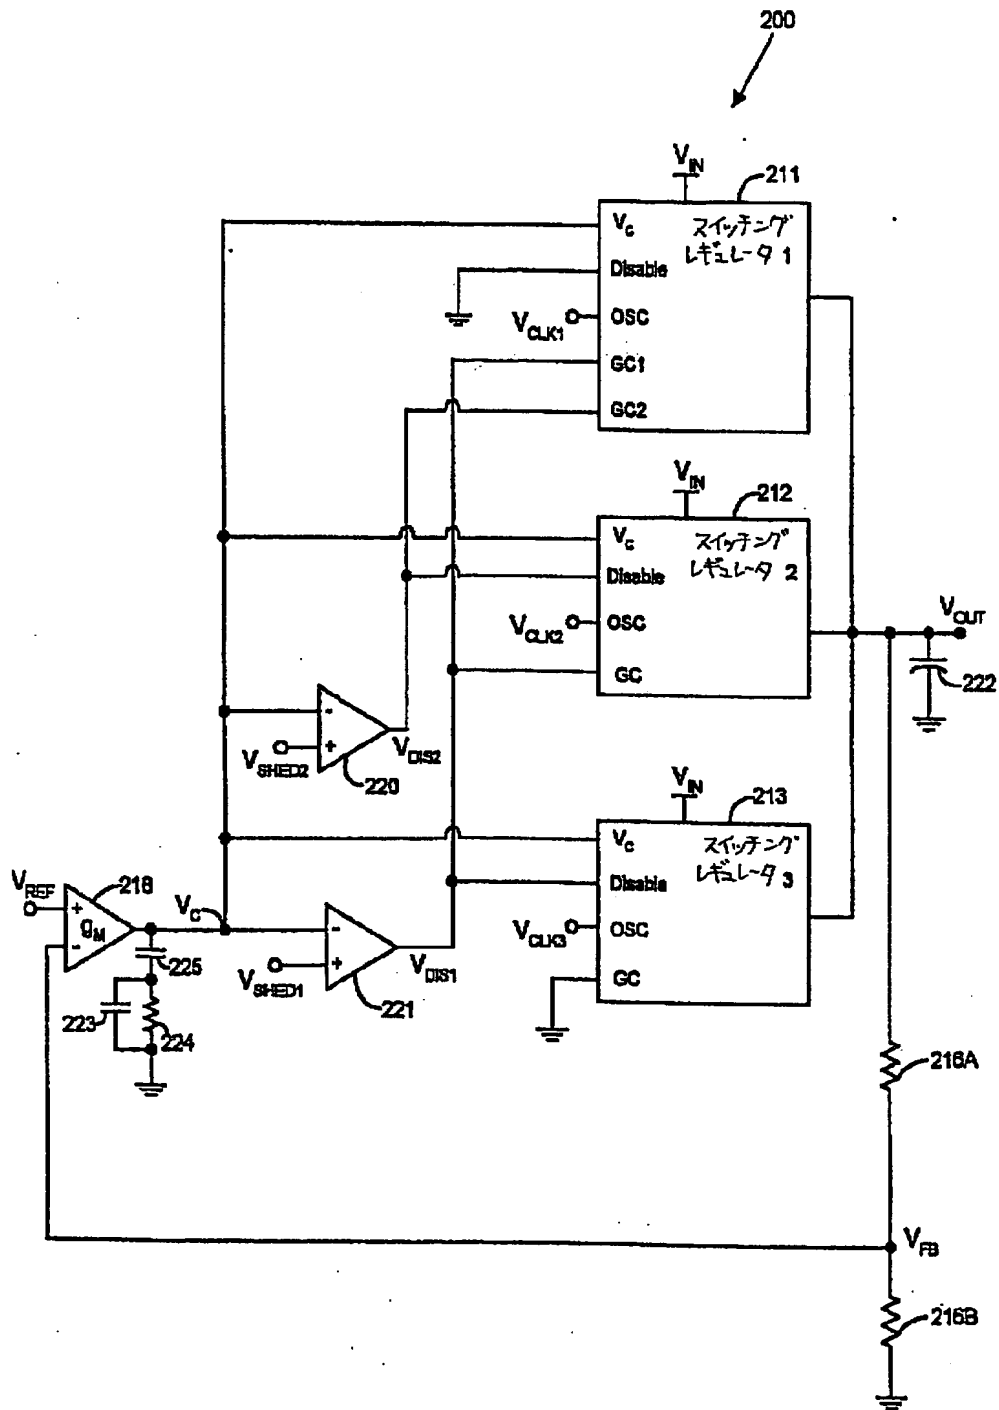 200
VIN
211
VC
スイッチング
レギュレータ 1
Disable
VCLK1
OSC
GC1
GC2
VIN
212
VC
スイッチング
レギュレータ 2
Disable
VCLK2
OSC
GC
VOUT
222
VSHED2
-
+
VDIS2
220
VIN
213
VC
スイッチング
レギュレータ 3
Disable
VCLK3
OSC
GC
VREF
218
+
gM
-
VC
225
223
224
-
+
VSHED1
VDIS1
221
216A
VFB
216B